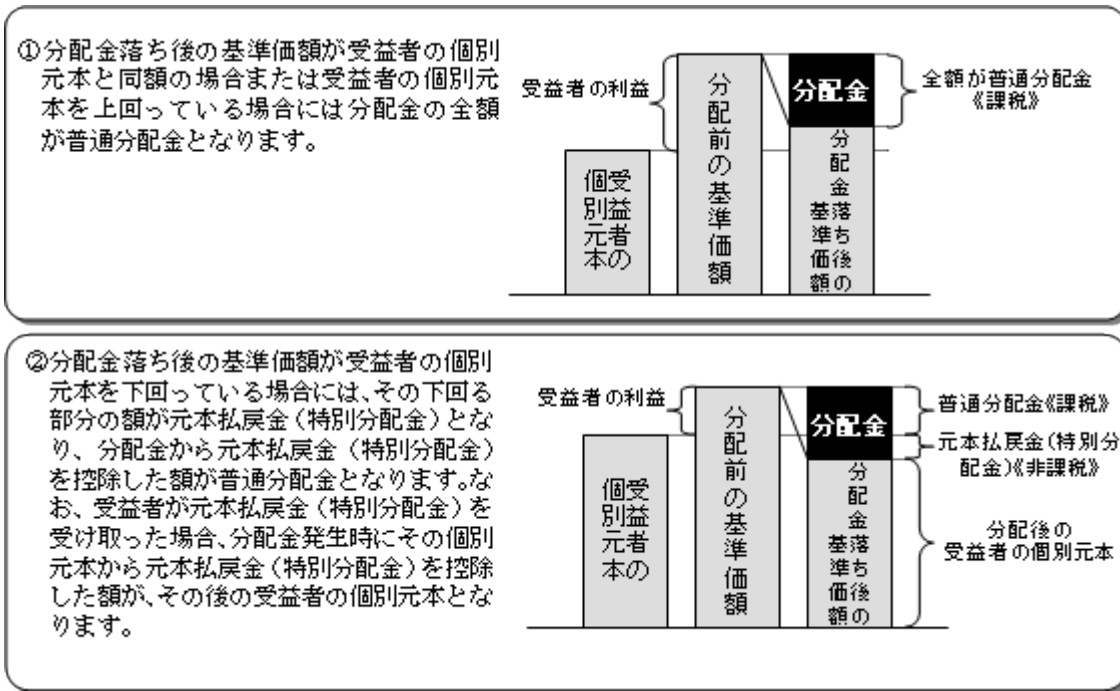 ①分配金落ち後の基準価額が受益者の個別
元本と同額の場合または受益者の個別元
本を上回っている場合には分配金の全額
が普通分配金となります。
受益者の利益
受益者の
個別元本
分配前の基準価額
分配金
分配金落ち後の
基準価額
全額が普通分配金
《課税》
②分配金落ち後の基準価額が受益者の個別
元本を下回っている場合には、その下回る
部分の額が元本払戻金（特別分配金）とな
り、分配金から元本払戻金（特別分配金）
を控除した額が普通分配金となります。な
お、受益者が元本払戻金（特別分配金）を
受け取った場合、分配金発生時にその個別
元本から元本払戻金（特別分配金）を控除
した額が、その後の受益者の個別元本とな
ります。
受益者の利益
受益者の
個別元本
分配前の基準価額
分配金
分配金落ち後の
基準価額
普通分配金《課税》
元本払戻金(特別分
配金)《非課税》
分配後の
受益者の個別元本